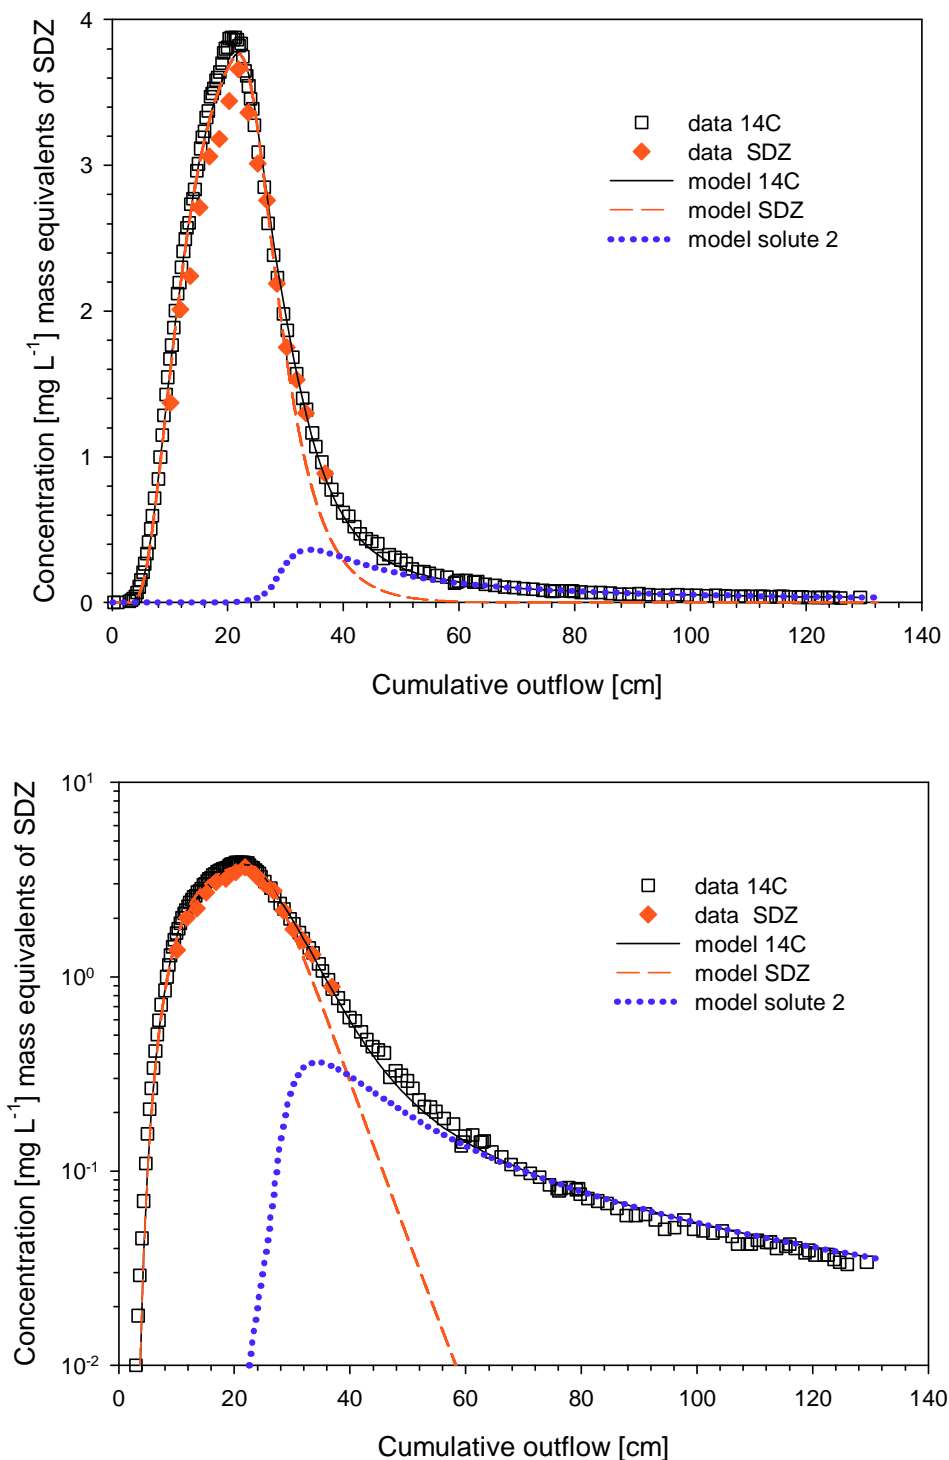 Concentration [mg L⁻¹] mass equivalents of SDZ
4
3
2
1
0
data 14C
data  SDZ
model 14C
model SDZ
model solute 2
0 20 40 60 80 100 120 140
Cumulative outflow [cm]
Concentration [mg L⁻¹] mass equivalents of SDZ
10¹
10⁰
10⁻¹
10⁻²
data 14C
data  SDZ
model 14C
model SDZ
model solute 2
0 20 40 60 80 100 120 140
Cumulative outflow [cm]